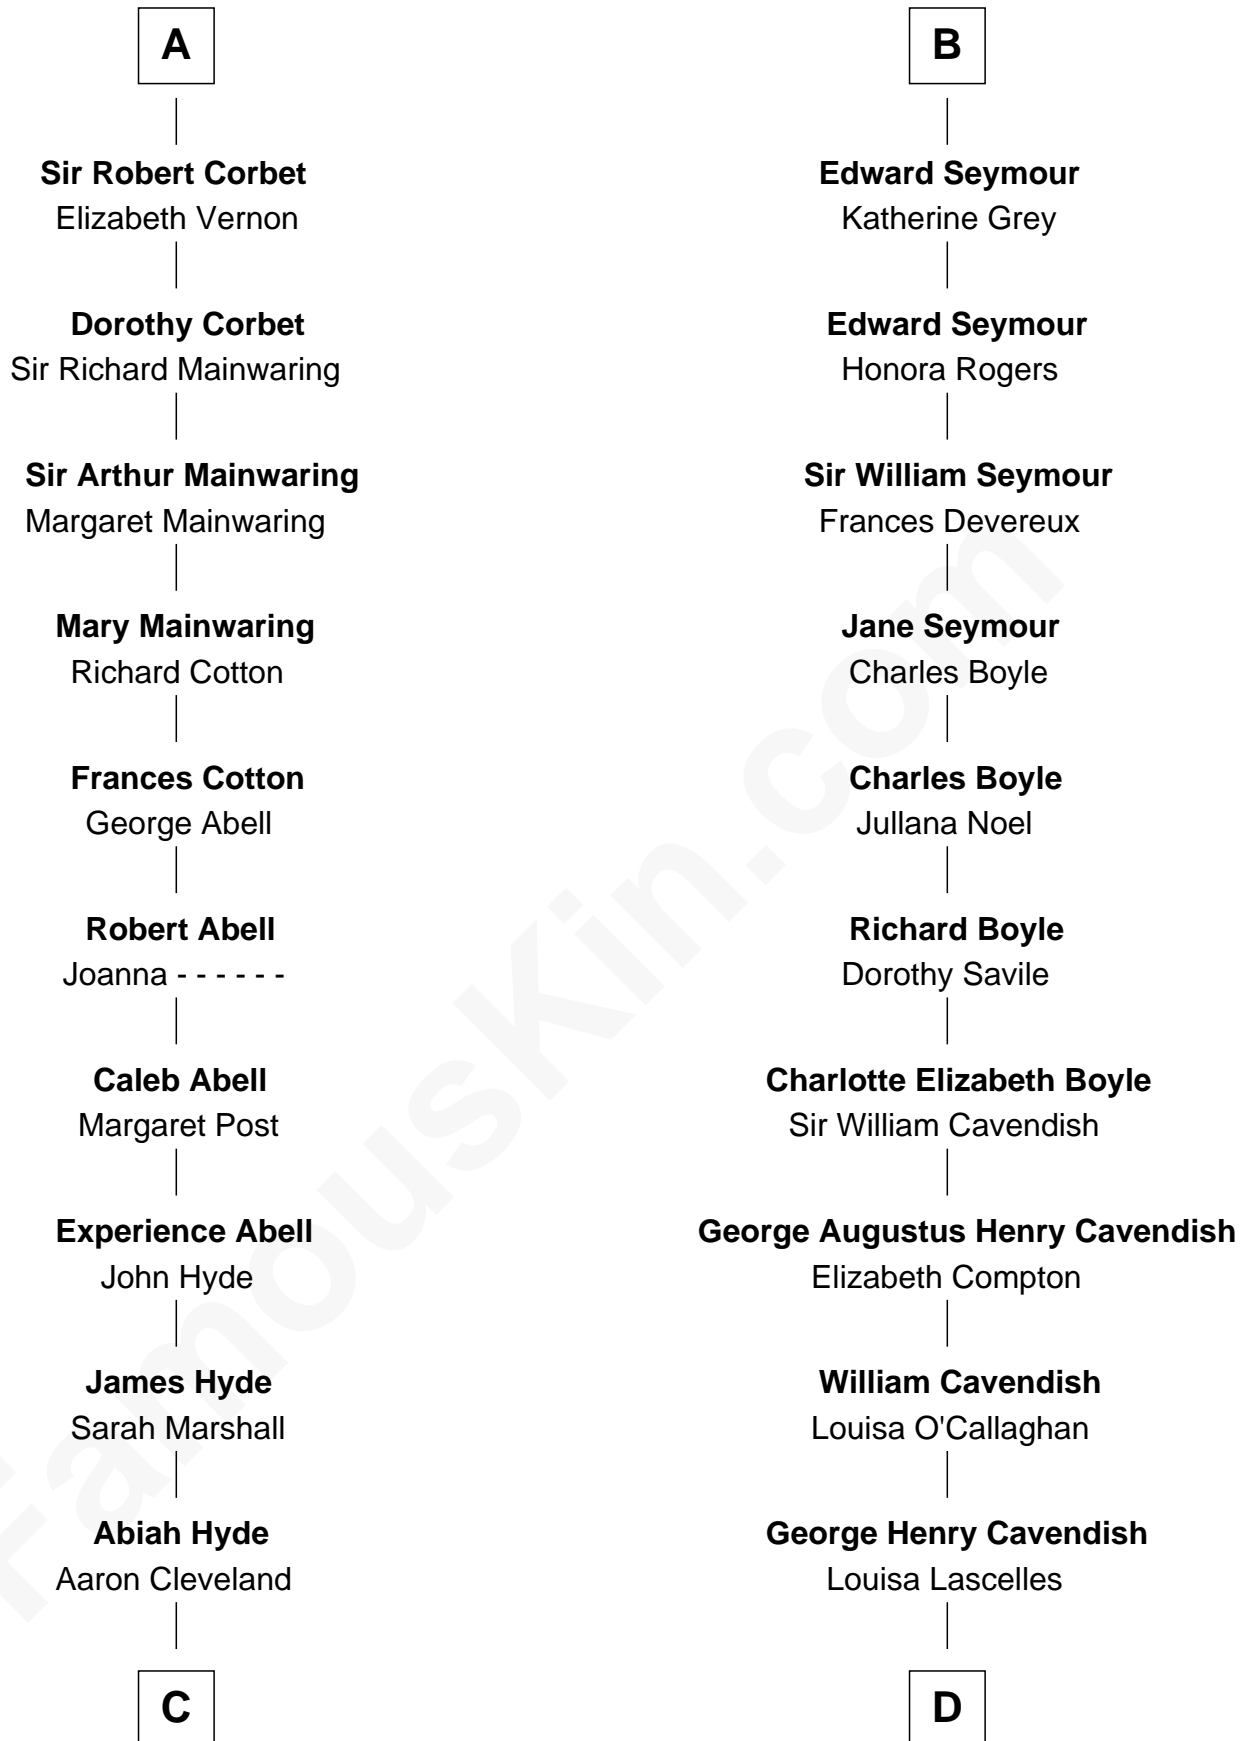 A
Sir Robert Corbet
Elizabeth Vernon
Dorothy Corbet
Sir Richard Mainwaring
Sir Arthur Mainwaring
Margaret Mainwaring
Mary Mainwaring
Richard Cotton
Frances Cotton
George Abell
Robert Abell
Joanna - - - - - -
Caleb Abell
Margaret Post
Experience Abell
John Hyde
James Hyde
Sarah Marshall
Abiah Hyde
Aaron Cleveland
C
B
Edward Seymour
Katherine Grey
Edward Seymour
Honora Rogers
Sir William Seymour
Frances Devereux
Jane Seymour
Charles Boyle
Charles Boyle
Jullana Noel
Richard Boyle
Dorothy Savile
Charlotte Elizabeth Boyle
Sir William Cavendish
George Augustus Henry Cavendish
Elizabeth Compton
William Cavendish
Louisa O'Callaghan
George Henry Cavendish
Louisa Lascelles
D
FamousKin.com